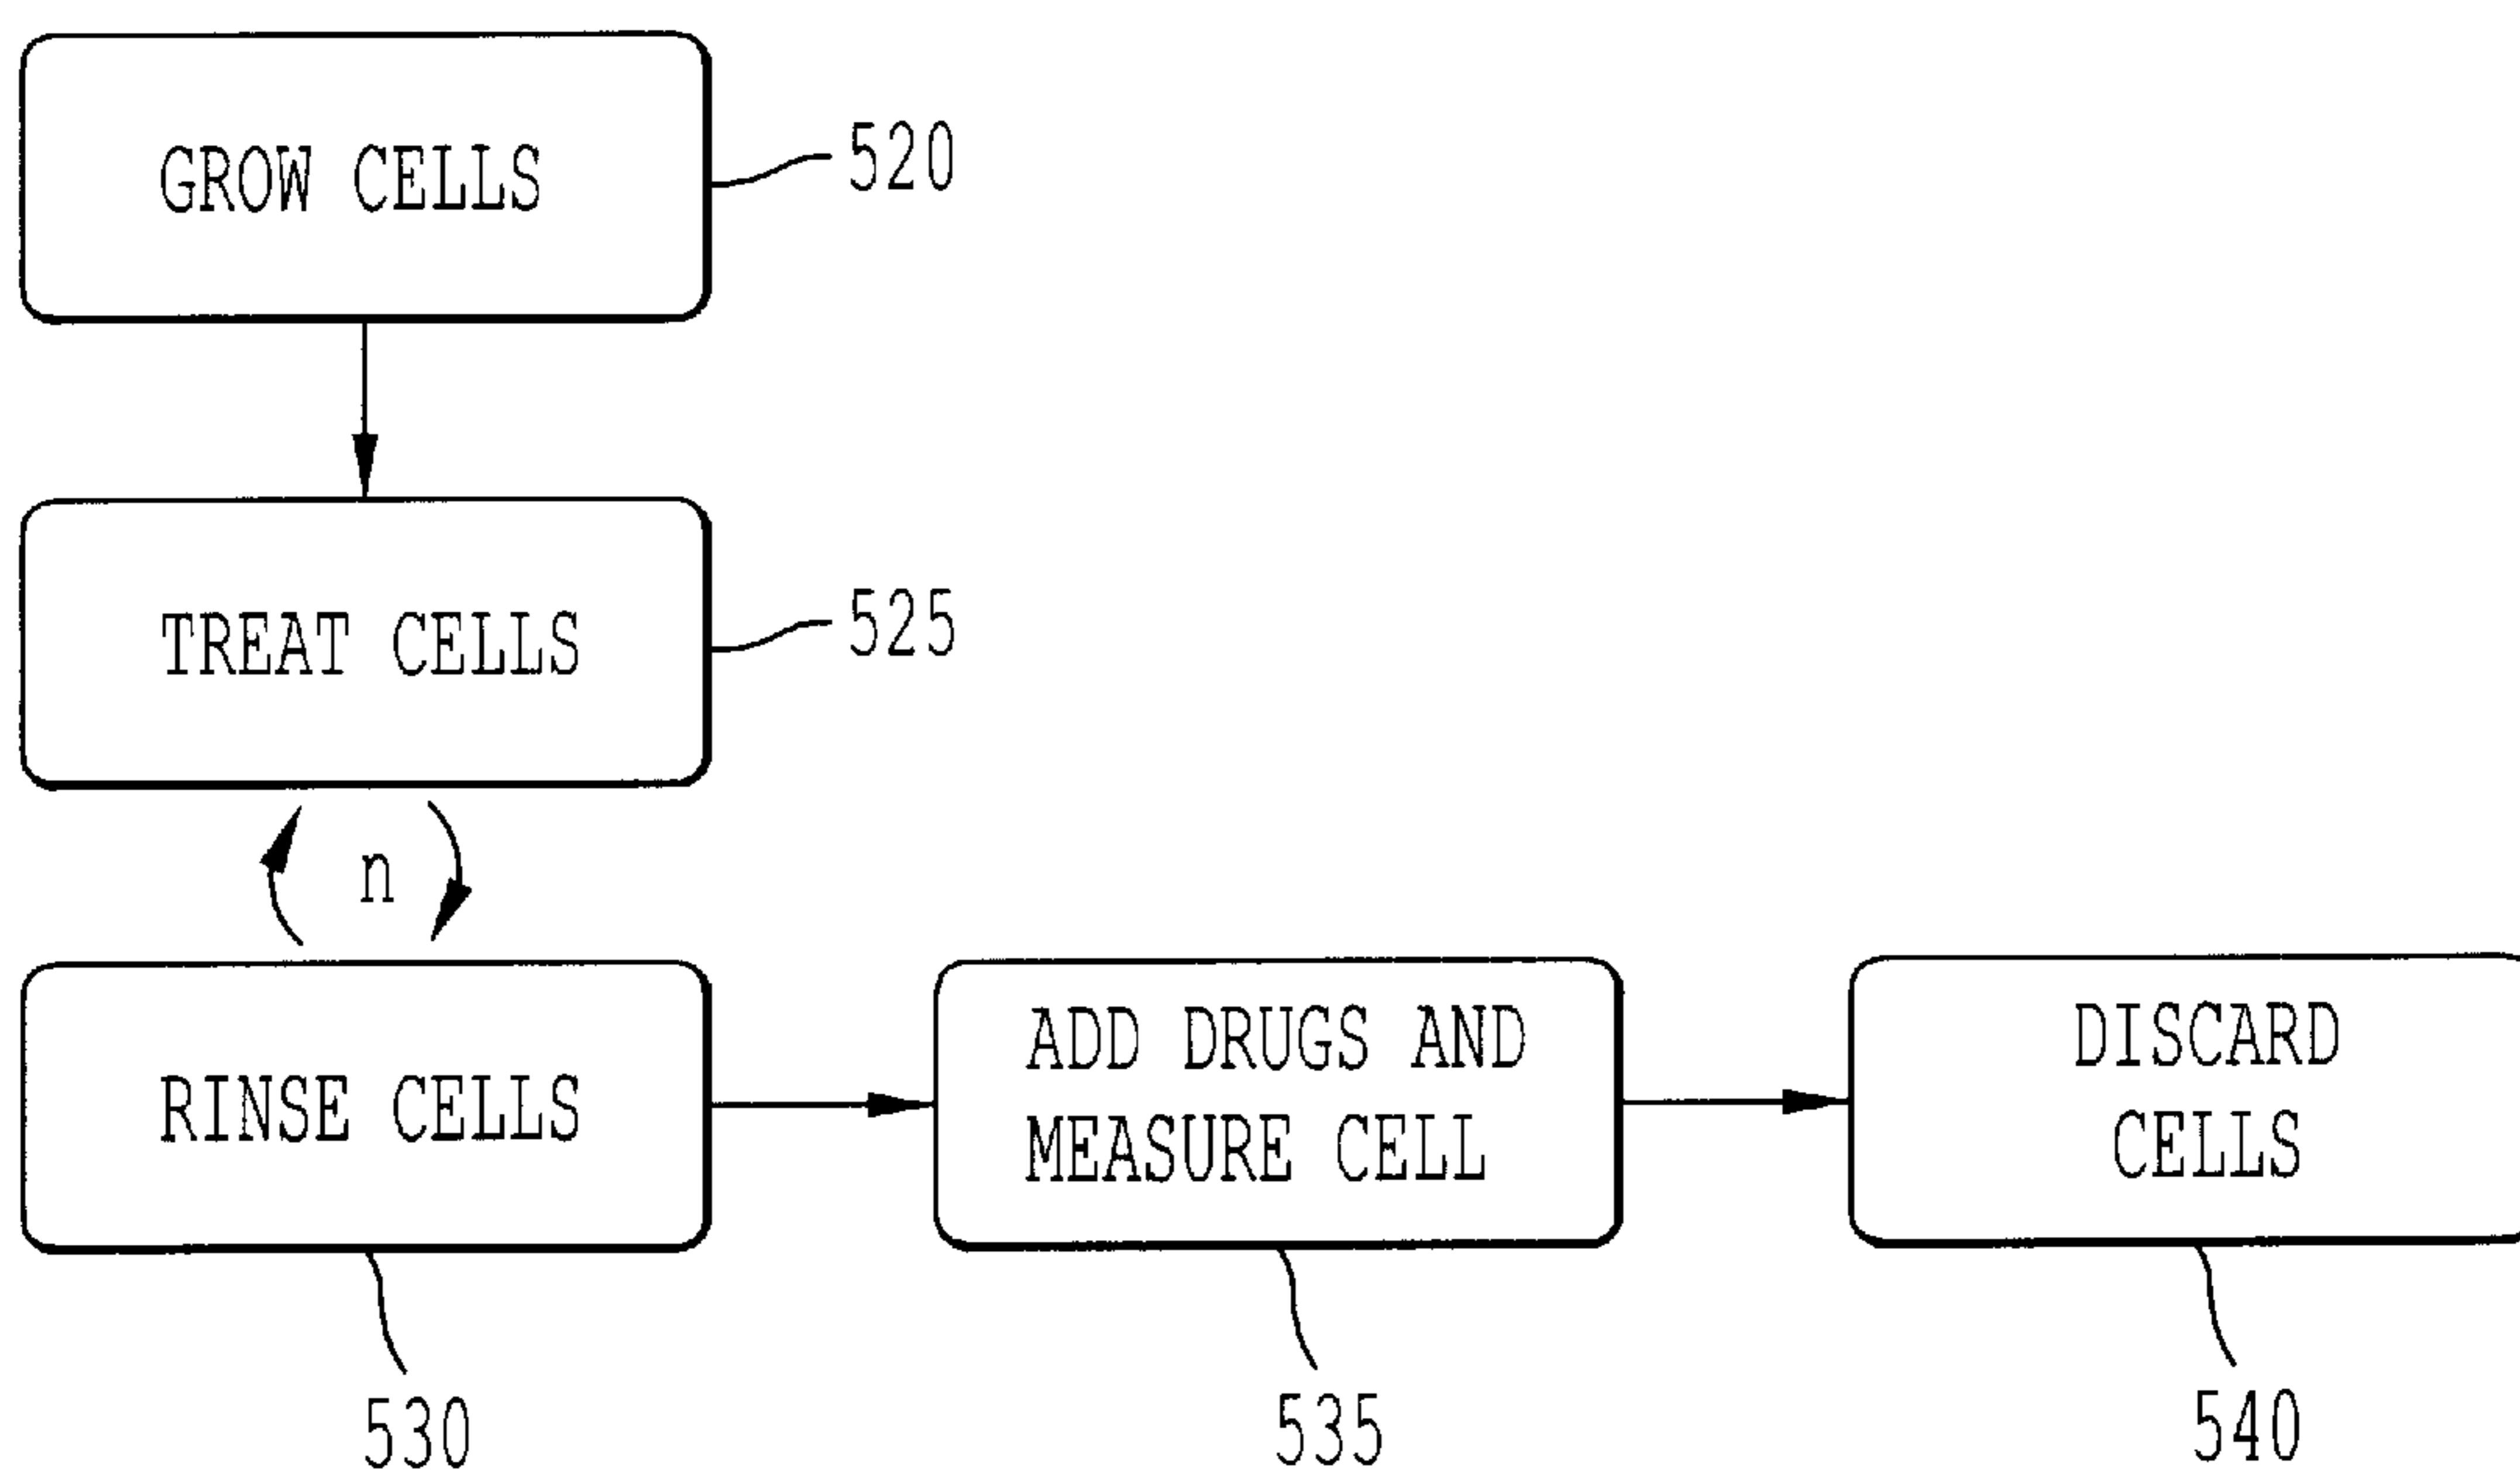 GROW CELLS
520
TREAT CELLS
525
n
RINSE CELLS
ADD DRUGS AND
MEASURE CELL
DISCARD
CELLS
530
535
540